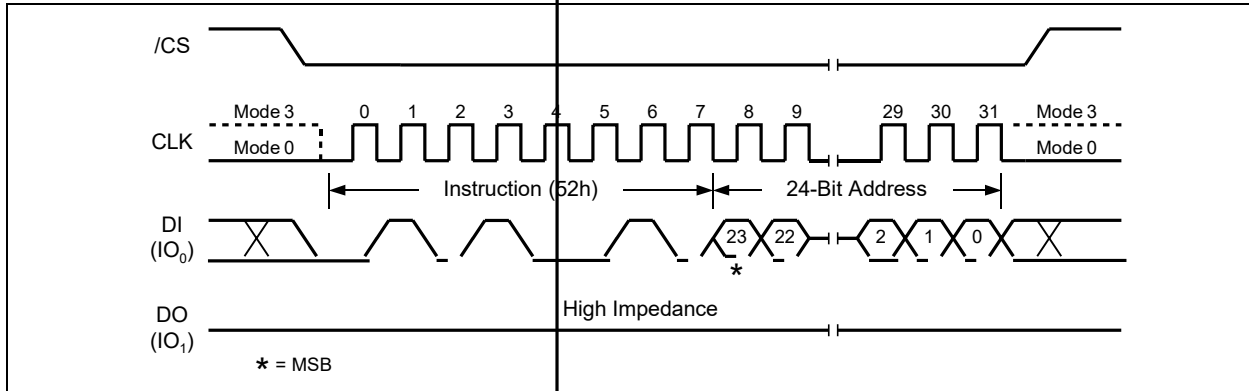 /CS
Mode 3
0 1 2 3 4 5 6 7 8 9 29 30 31
Mode 3
CLK
Mode 0
Mode 0
Instruction (52h)
24-Bit Address
DI
(IO0)
23 22 2 1 0
*
DO
(IO1)
High Impedance
* = MSB